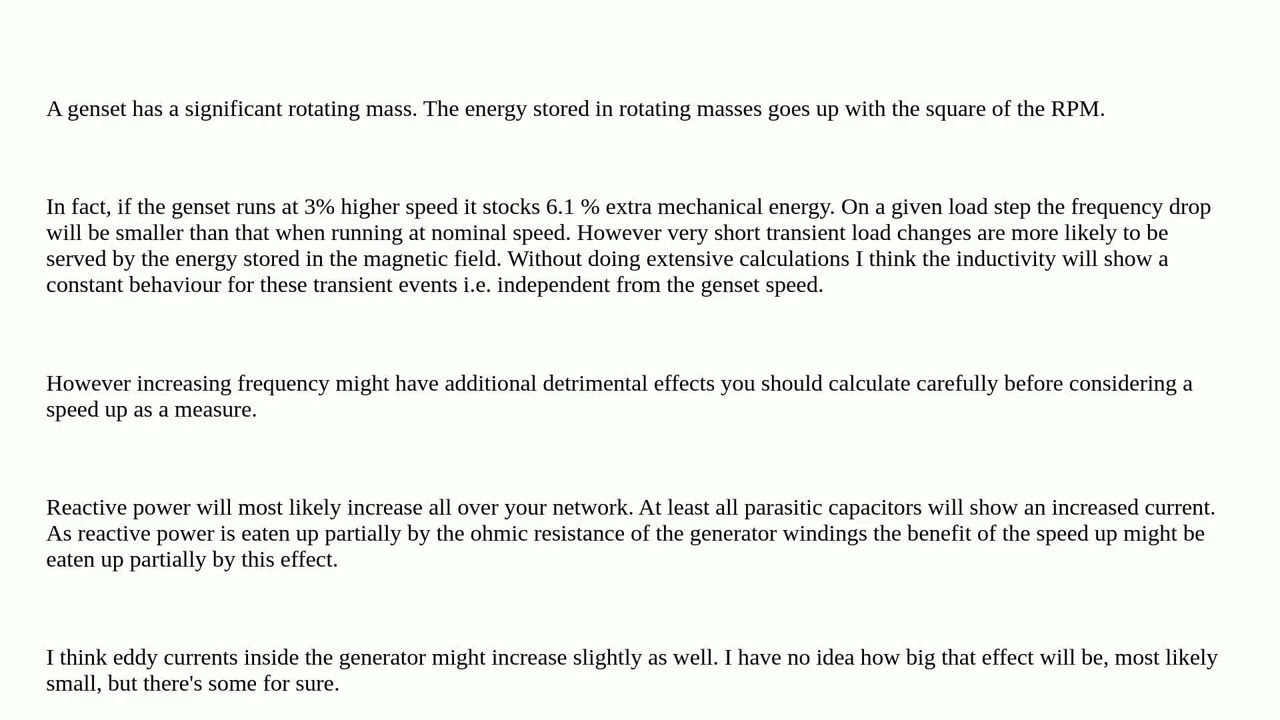 A genset has a significant rotating mass. The energy stored in rotating masses goes up with the square of the RPM.
In fact, if the genset runs at 3% higher speed it stocks 6.1 % extra mechanical energy. On a given load step the frequency drop
will be smaller than that when running at nominal speed. However very short transient load changes are more likely to be
served by the energy stored in the magnetic field. Without doing extensive calculations I think the inductivity will show a
constant behaviour for these transient events i.e. independent from the genset speed.
However increasing frequency might have additional detrimental effects you should calculate carefully before considering a
speed up as a measure.
Reactive power will most likely increase all over your network. At least all parasitic capacitors will show an increased current.
As reactive power is eaten up partially by the ohmic resistance of the generator windings the benefit of the speed up might be
eaten up partially by this effect.
I think eddy currents inside the generator might increase slightly as well. I have no idea how big that effect will be, most likely
small, but there's some for sure.